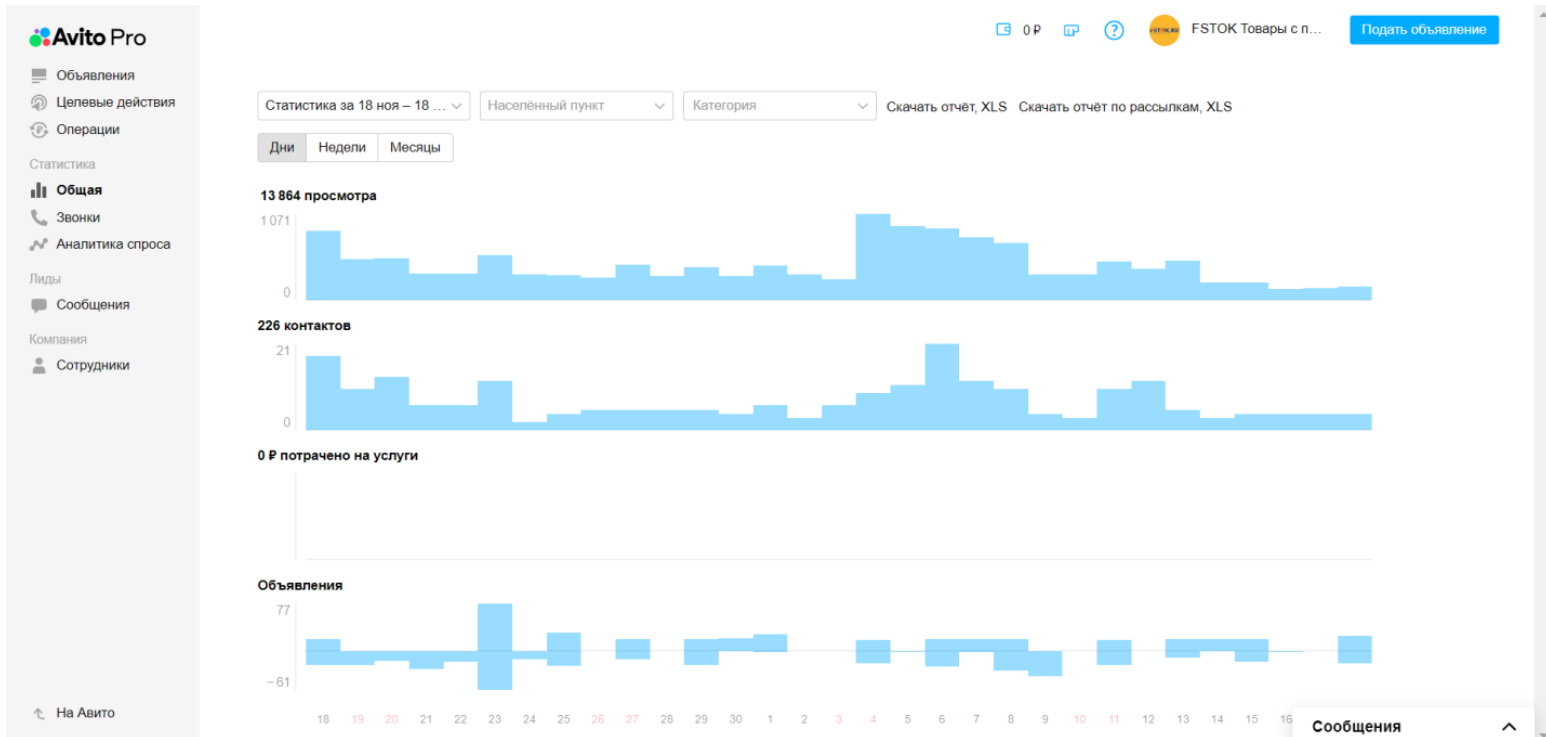 Avito Pro
0 ₽
FSTOK Товары с п...
Подать объявление
Объявления
Целевые действия
Операции
Статистика
Общая
Звонки
Аналитика спроса
Лиды
Сообщения
Компания
Сотрудники
На Авито
Статистика за 18 ноя – 18 ...
Населённый пункт
Категория
Скачать отчёт, XLS Скачать отчёт по рассылкам, XLS
Дни Недели Месяцы
13 864 просмотра
1 071
0
226 контактов
21
0
0 ₽ потрачено на услуги
Объявления
77
−61
18 19 20 21 22 23 24 25 26 27 28 29 30 1 2 3 4 5 6 7 8 9 10 11 12 13 14 15 16
Сообщения